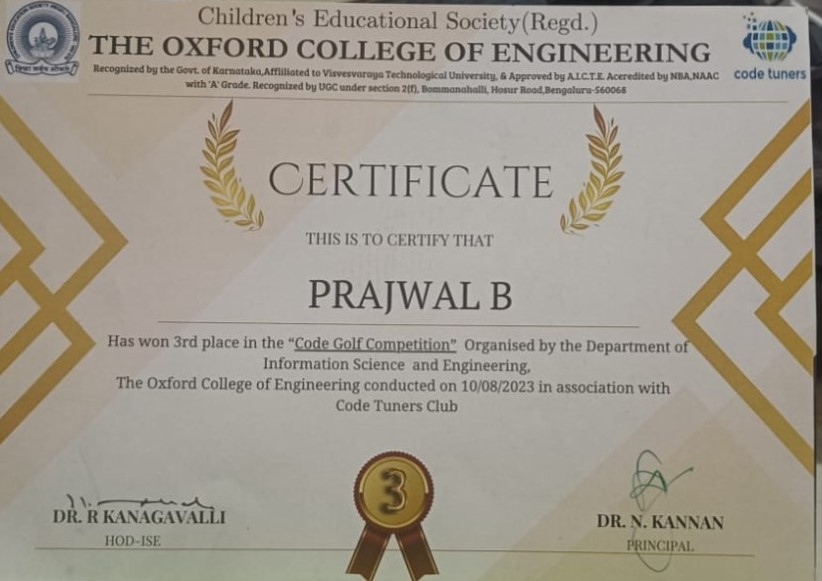 Children's Educational Society(Regd.)
THE OXFORD COLLEGE OF ENGINEERING
Recognized by the Govt. of Karnataka,Affliliated to Visvesvaraya Technological University, & Approved by A.I.C.T.E. Aceredited by NBA,NAAC
with 'A' Grade. Recognized by UGC under section 2(f), Bommanahalli, Hosur Road,Bengaluru-560068
code tuners
CERTIFICATE
THIS IS TO CERTIFY THAT
PRAJWAL B
Has won 3rd place in the "Code Golf Competition" Organised by the Department of
Information Science and Engineering,
The Oxford College of Engineering conducted on 10/08/2023 in association with
Code Tuners Club
3
DR. R KANAGAVALLI
HOD-ISE
DR. N. KANNAN
PRINCIPAL